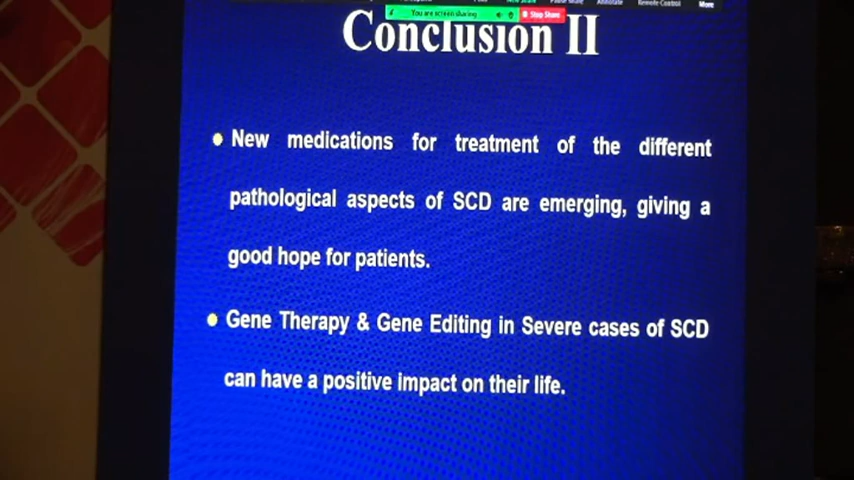 You are screen sharing
Stop Share
Remote Control
More
Conclusion II
New medications for treatment of the different
pathological aspects of SCD are emerging, giving a
good hope for patients.
Gene Therapy & Gene Editing in Severe cases of SCD
can have a positive impact on their life.